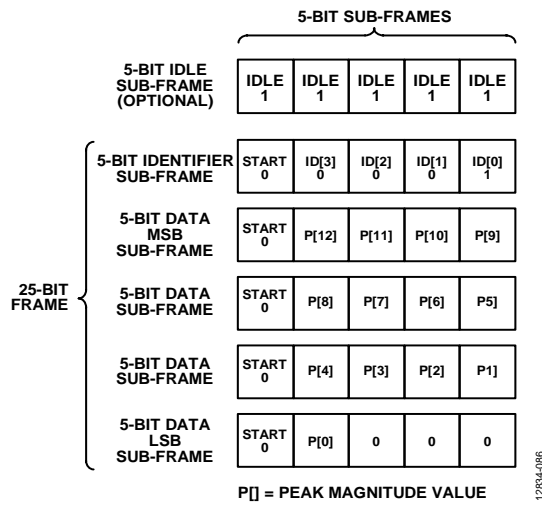 5-BIT SUB-FRAMES
5-BIT IDLE
SUB-FRAME
(OPTIONAL)
IDLE IDLE IDLE IDLE IDLE
1 1 1 1 1
5-BIT IDENTIFIER
SUB-FRAME
START ID[3] ID[2] ID[1] ID[0]
0 0 0 0 1
5-BIT DATA
MSB
SUB-FRAME
START
0
P[12] P[11] P[10] P[9]
25-BIT
FRAME
5-BIT DATA
SUB-FRAME
START
0
P[8] P[7] P[6] P5]
5-BIT DATA
SUB-FRAME
START
0
P[4] P[3] P[2] P1]
5-BIT DATA
LSB
SUB-FRAME
START
0
P[0] 0 0 0
P[] = PEAK MAGNITUDE VALUE
12834-086